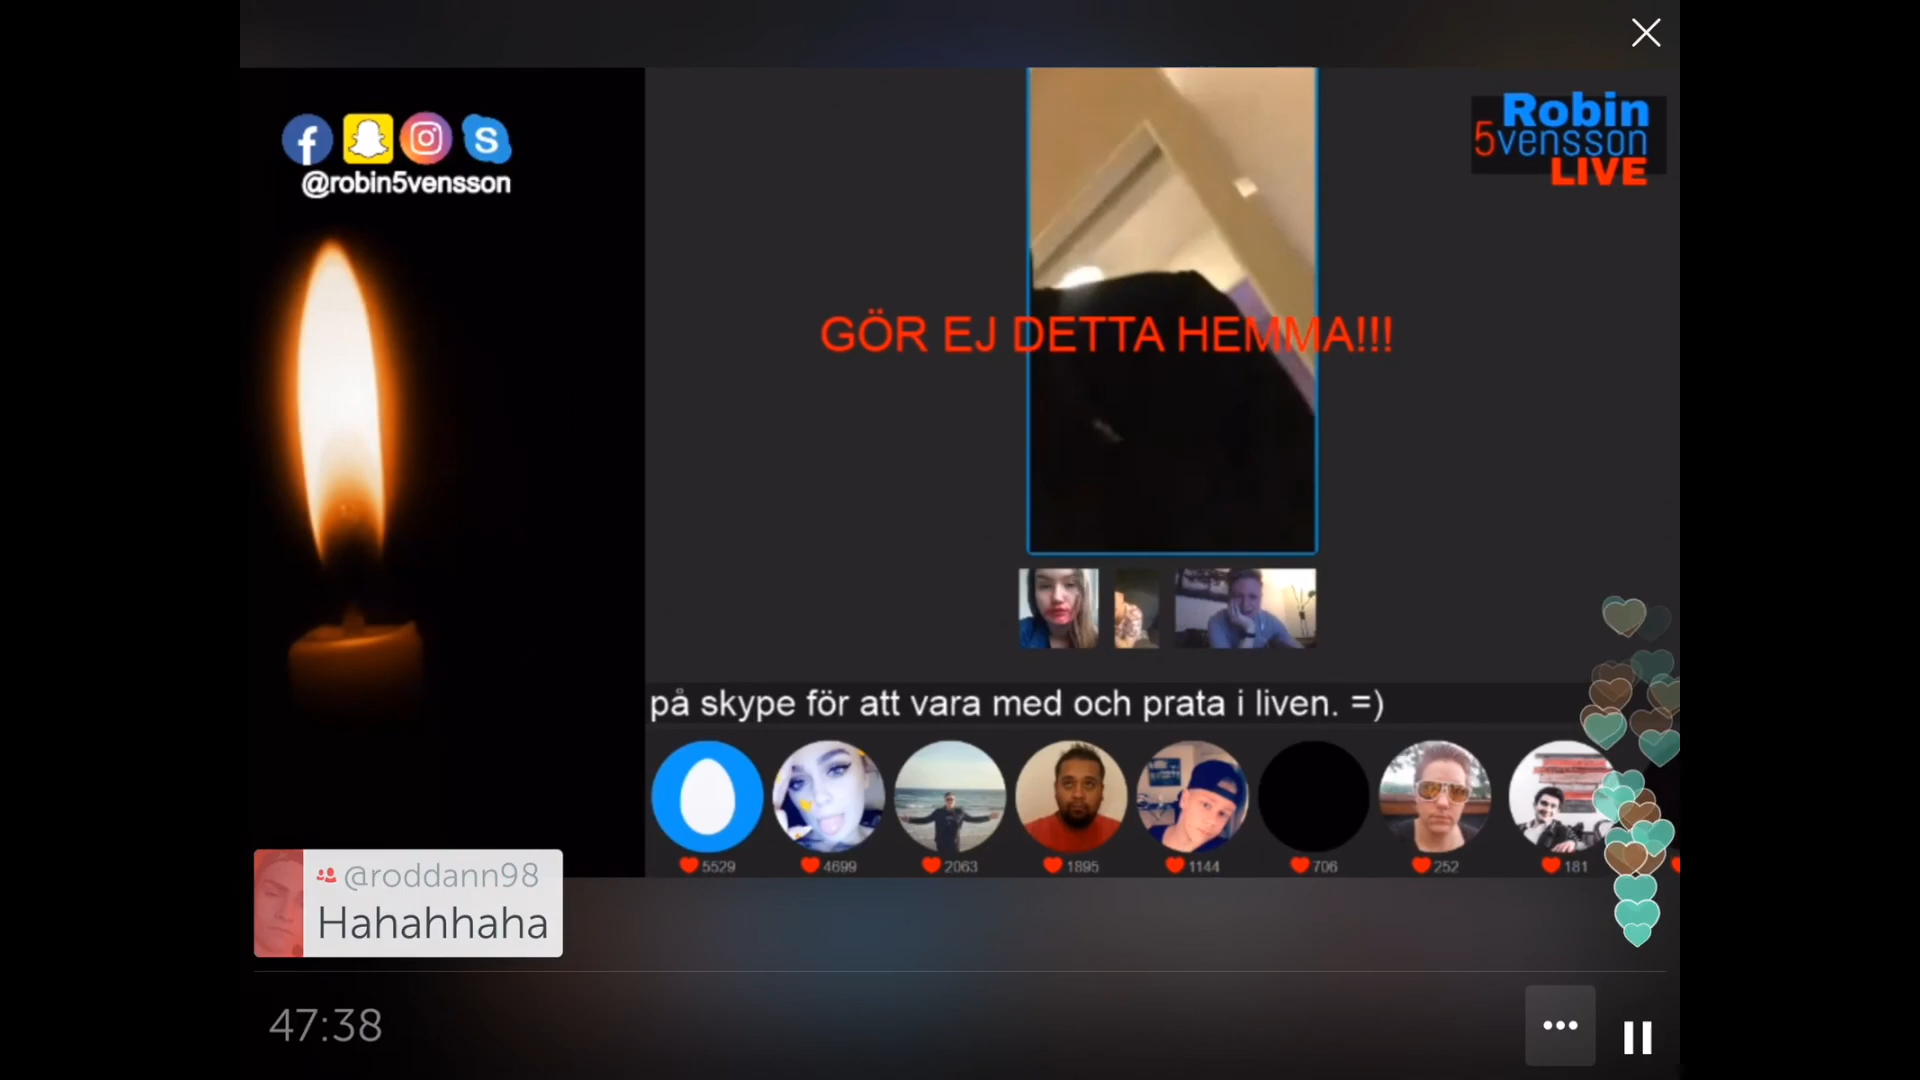 @robin5vensson
Robin
5vensson
LIVE
GÖR EJ DETTA HEMMA!!!
på skype för att vara med och prata i liven. =)
5529
4699
2063
1895
1144
706
252
181
@roddann98
Hahahhaha
47:38